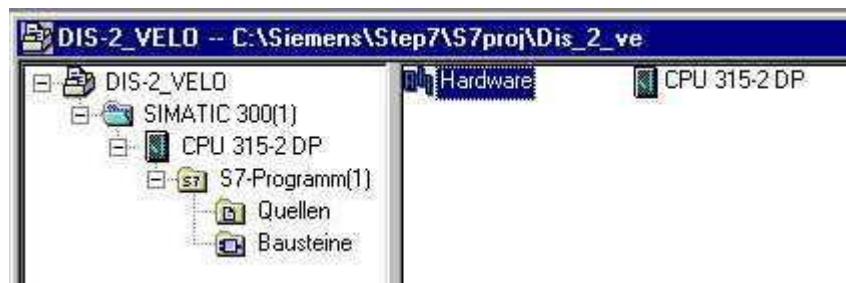 DIS-2_VELO -- C:\Siemens\Step7\S7proj\Dis_2_ve
DIS-2_VELO
SIMATIC 300(1)
CPU 315-2 DP
S7-Programm(1)
Quellen
Bausteine
Hardware
CPU 315-2 DP